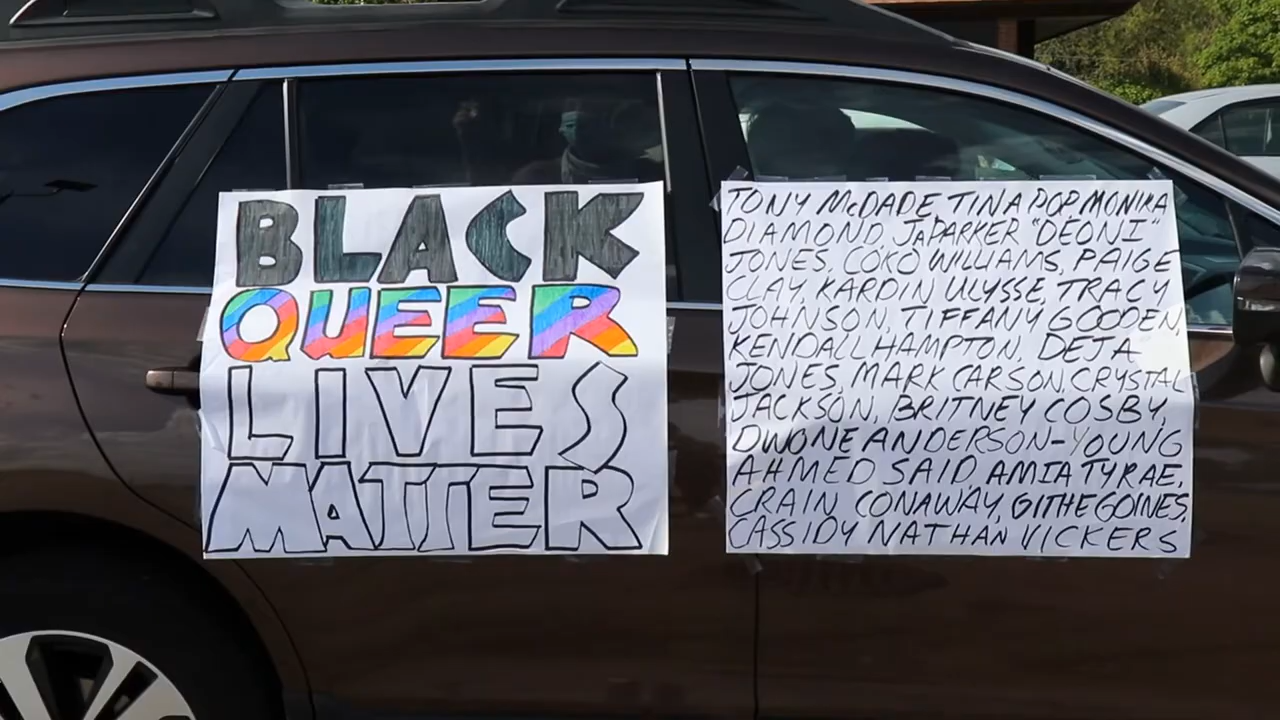 BLACK
QUEER
LIVES
MATTER
TONY McDADE TINA POP MONIKA
DIAMOND, JAPARKER "DEONI"
JONES, COKO WILLIAMS, PAIGE
CLAY, KARDIN ULYSSE, TRACY
JOHNSON, TIFFANY GOODEN,
KENDALL HAMPTON, DEJA
JONES, MARK CARSON, CRYSTAL
JACKSON, BRITNEY COSBY,
DWONE ANDERSON-YOUNG
AHMED SAID, AMIA TYRAE,
CRAIN CONAWAY, GITHE GOINES,
CASSIDY NATHAN VICKERS